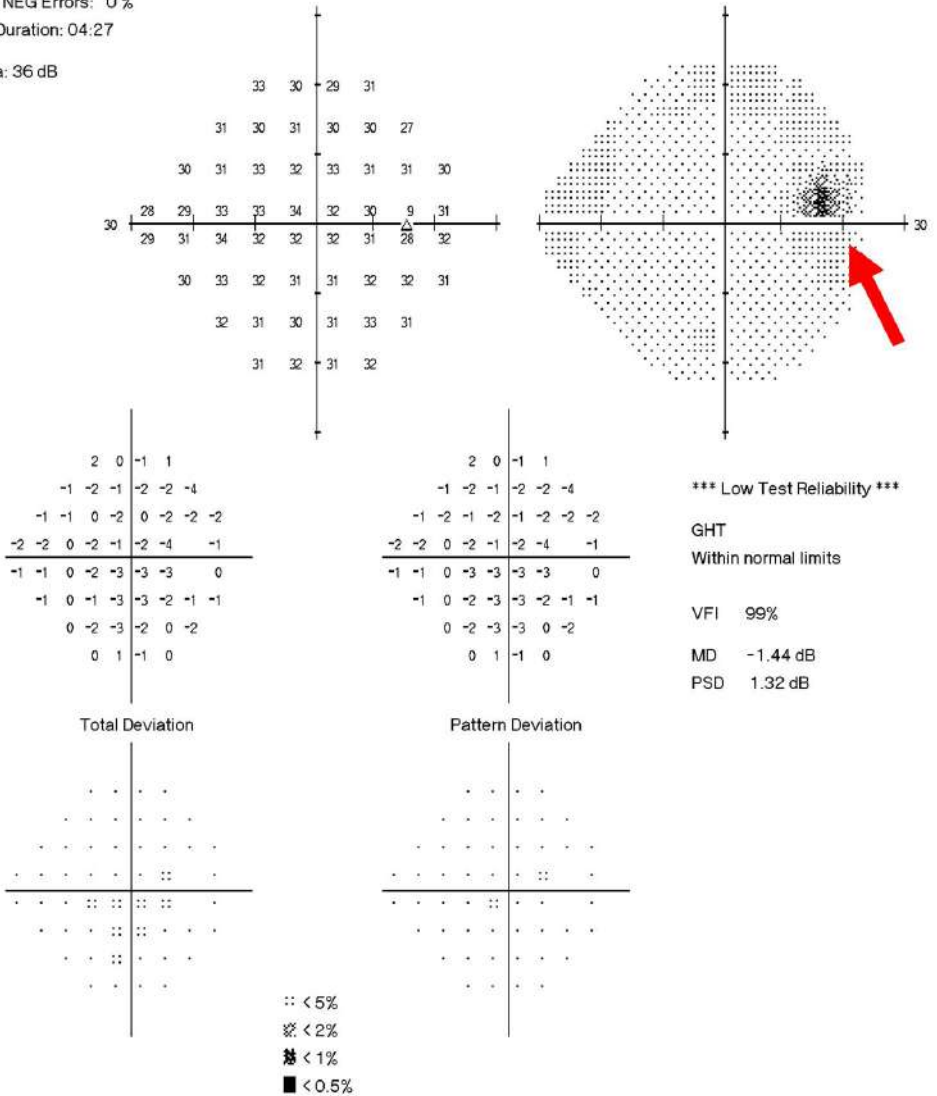 NEG Errors: 0 %
Duration: 04:27
36 dB
33 30 29 31
31 30 31 30 30 27
30 31 33 32 33 31 31 30
28 29 33 33 34 32 30 9 31
30 30
29 31 34 32 32 32 31 28 32
30 33 32 31 31 32 32 31
32 31 30 31 33 31
31 32 31 32
2 0 -1 1
-1 -2 -1 -2 -2 -4
-1 -1 0 -2 0 -2 -2 -2
-2 -2 0 -2 -1 -2 -4 -1
-1 -1 0 -2 -3 -3 -3 0
-1 0 -1 -3 -3 -2 -1 -1
0 -2 -3 -2 0 -2
0 1 -1 0
Total Deviation
2 0 -1 1
-1 -2 -1 -2 -2 -4
-1 -2 -1 -2 -1 -2 -2 -2
-2 -2 0 -2 -1 -2 -4 -1
-1 -1 0 -3 -3 -3 -3 0
-1 0 -2 -3 -3 -2 -1 -1
0 -2 -3 -3 0 -2
0 1 -1 0
Pattern Deviation
*** Low Test Reliability ***
GHT
Within normal limits
VFI 99%
MD -1.44 dB
PSD 1.32 dB
< 5%
< 2%
< 1%
< 0.5%